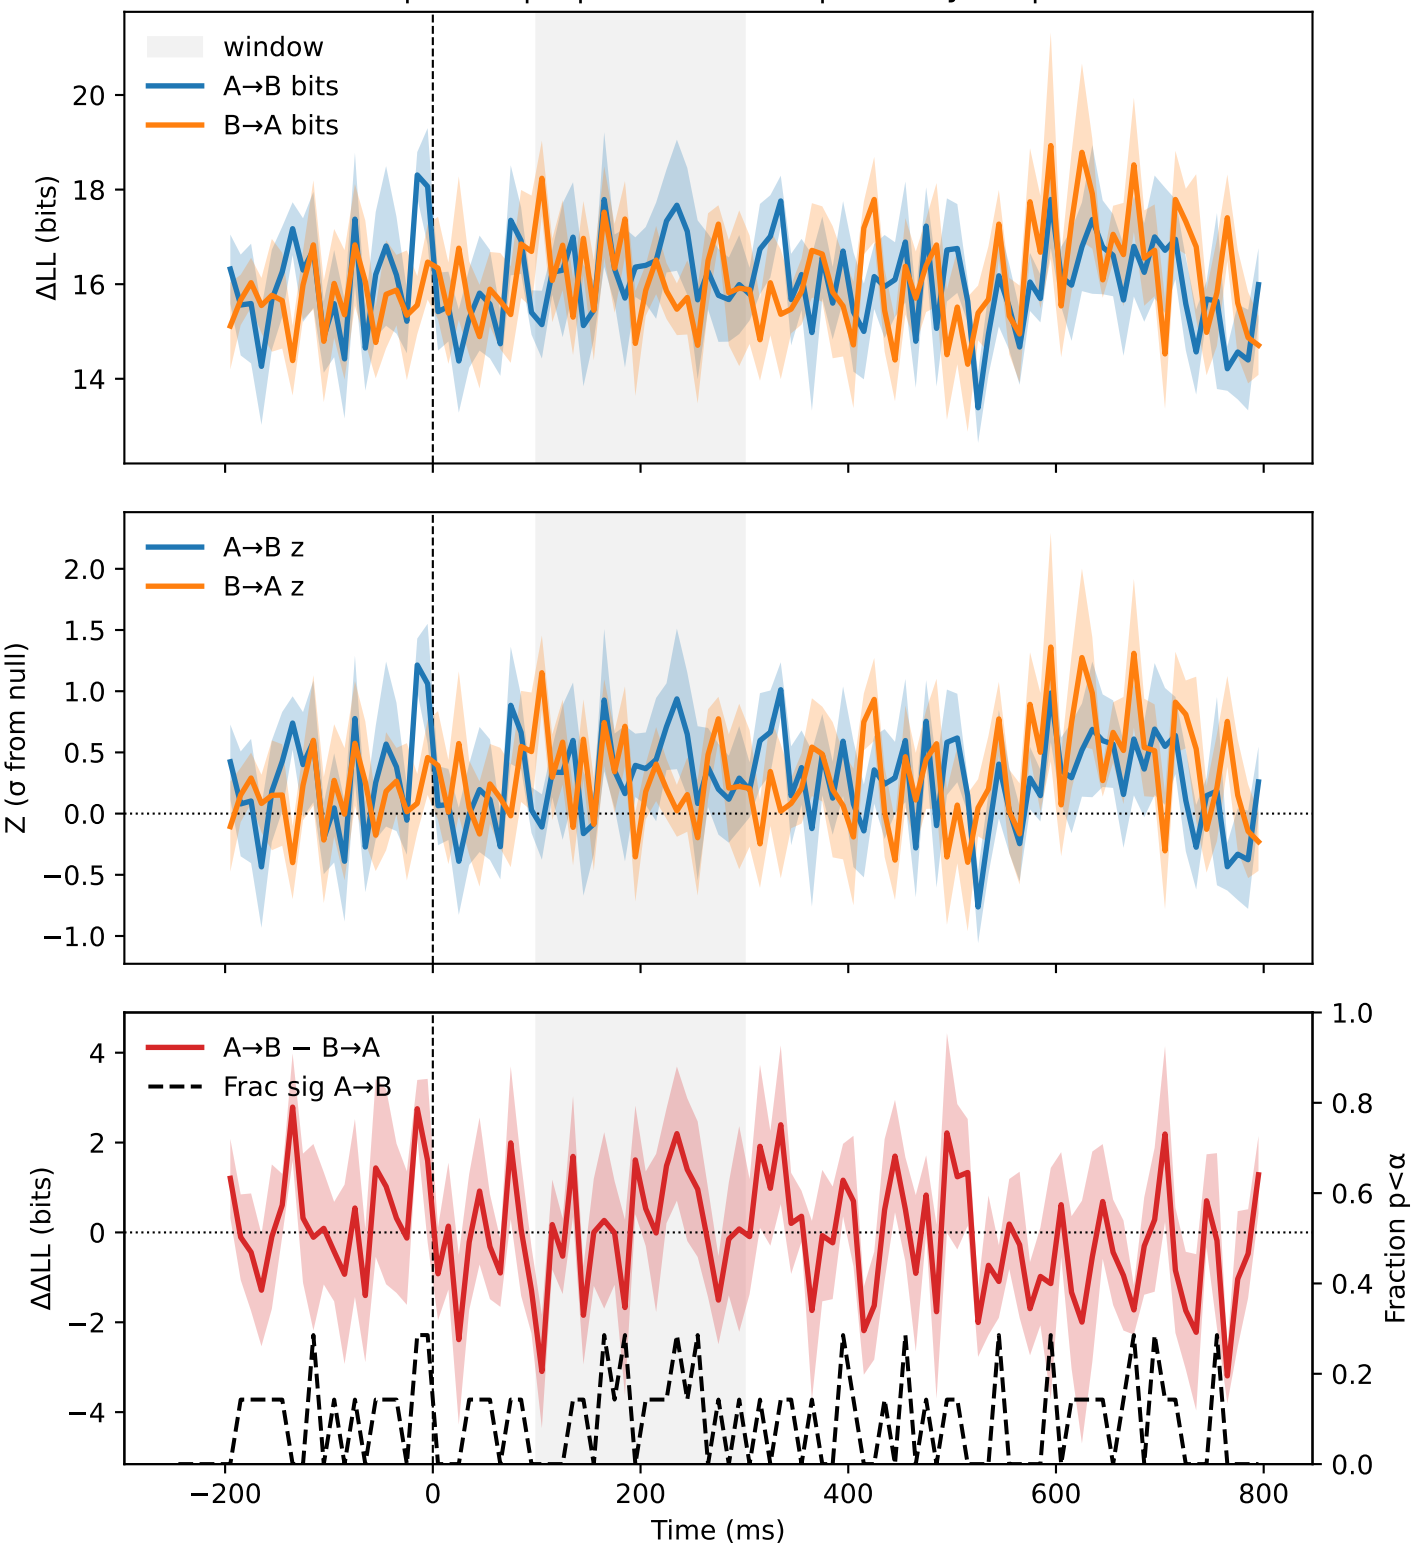 window
A→B bits
B→A bits
ΔLL (bits)
20
18
16
14
A→B z
B→A z
Z (σ from null)
2.0
1.5
1.0
0.5
0.0
−0.5
−1.0
A→B − B→A
Frac sig A→B
ΔΔLL (bits)
4
2
0
−2
−4
1.0
0.8
0.6
0.4
0.2
0.0
Fraction p<α
−200
0
200
400
600
800
Time (ms)